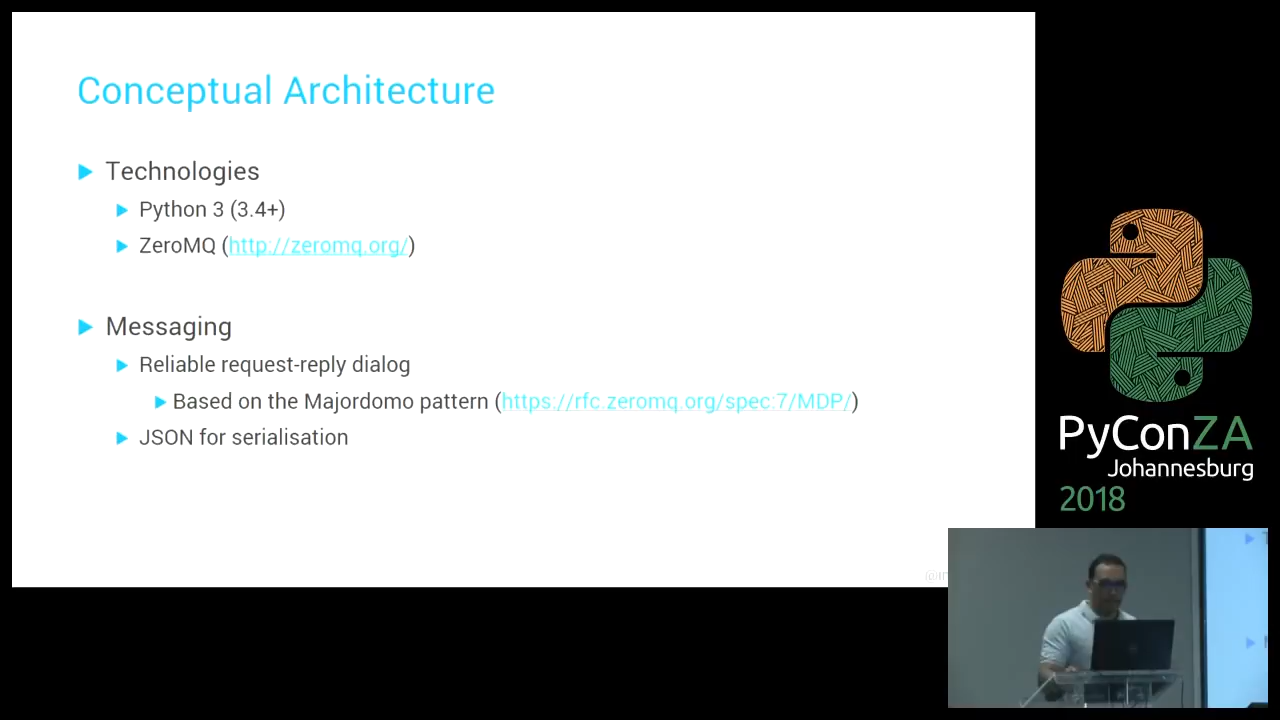 Conceptual Architecture
Technologies
Python 3 (3.4+)
ZeroMQ (http://zeromq.org/)
Messaging
Reliable request-reply dialog
Based on the Majordomo pattern (https://rfc.zeromq.org/spec:7/MDP/)
JSON for serialisation
PyConZA
Johannesburg
2018